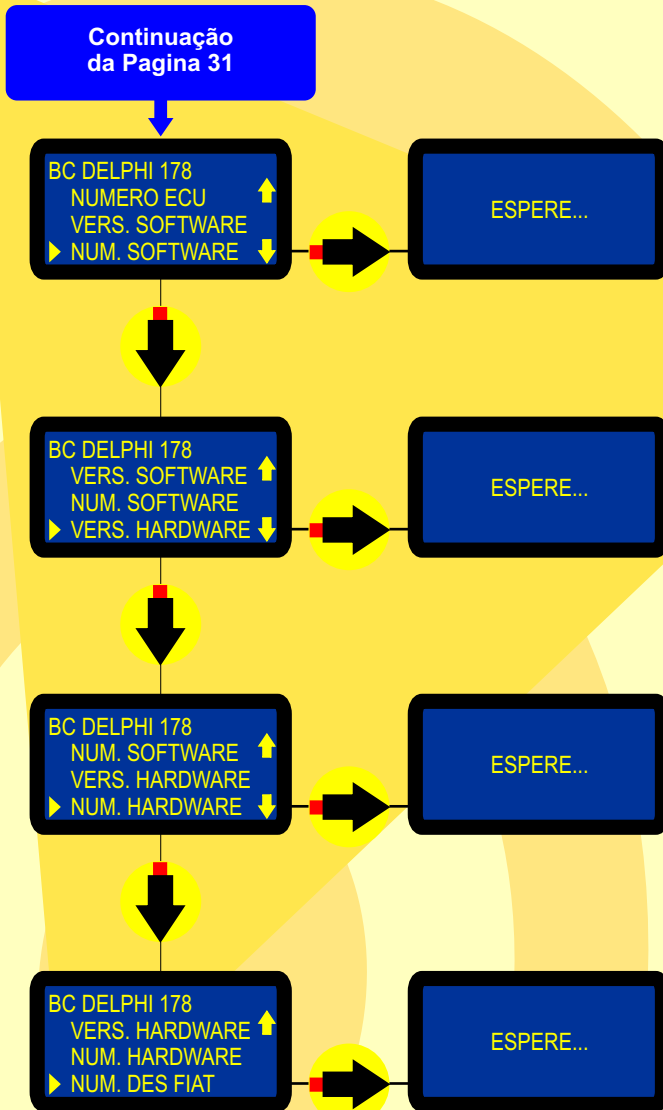 Continuação
da Pagina 31
BC DELPHI 178
NUMERO ECU
VERS. SOFTWARE
NUM. SOFTWARE
ESPERE...
BC DELPHI 178
VERS. SOFTWARE
NUM. SOFTWARE
VERS. HARDWARE
ESPERE...
BC DELPHI 178
NUM. SOFTWARE
VERS. HARDWARE
NUM. HARDWARE
ESPERE...
BC DELPHI 178
VERS. HARDWARE
NUM. HARDWARE
NUM. DES FIAT
ESPERE...